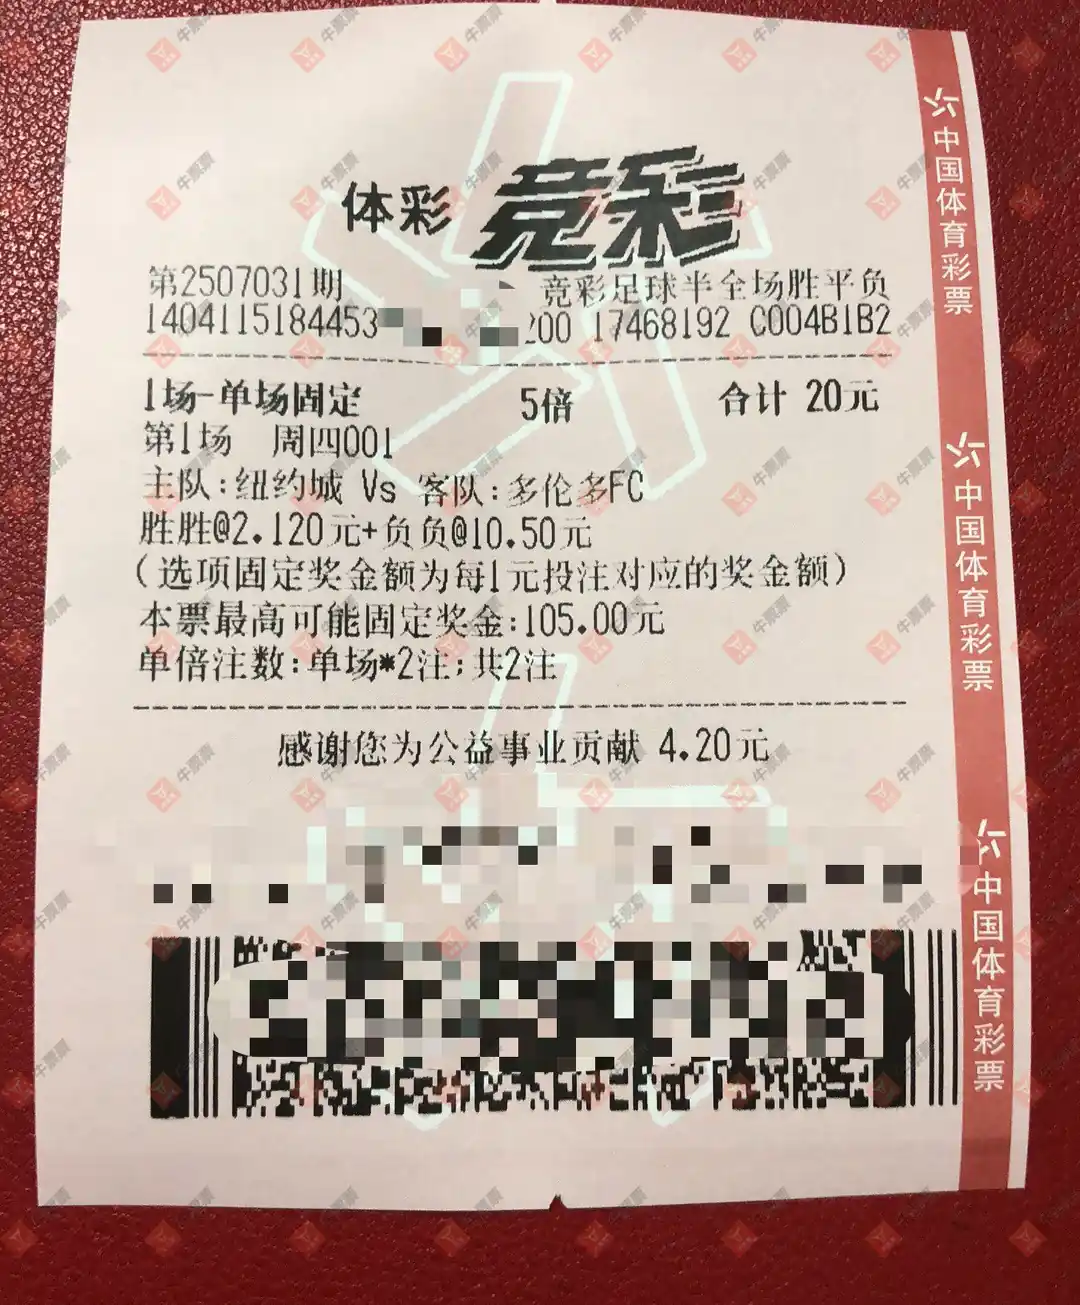 体彩 竞彩
第2507031期 竞彩足球半全场胜平负
1404115184453 200 17468192 C004B1B2
1场-单场固定 5倍 合计 20元
第1场 周四001
主队:纽约城 Vs 客队:多伦多FC
胜胜@2.120元+负负@10.50元
(选项固定奖金额为每1元投注对应的奖金额)
本票最高可能固定奖金:105.00元
单倍注数:单场*2注;共2注
感谢您为公益事业贡献 4.20元
中国体育彩票
中国体育彩票
中国体育彩票
牛票票